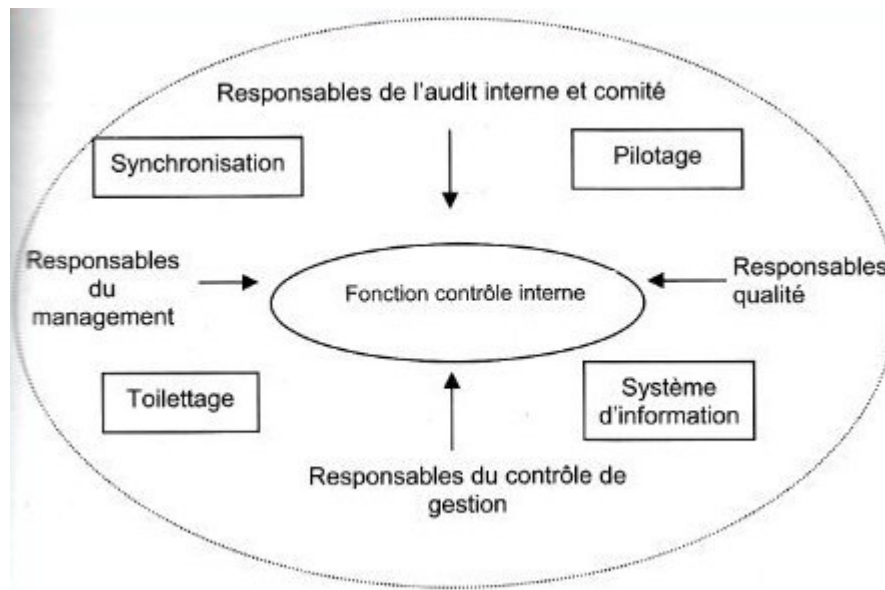 Responsables de l'audit interne et comité
Synchronisation
Pilotage
Responsables
du
management
Fonction contrôle interne
Responsables
qualité
Toilettage
Système
d'information
Responsables du contrôle de
gestion